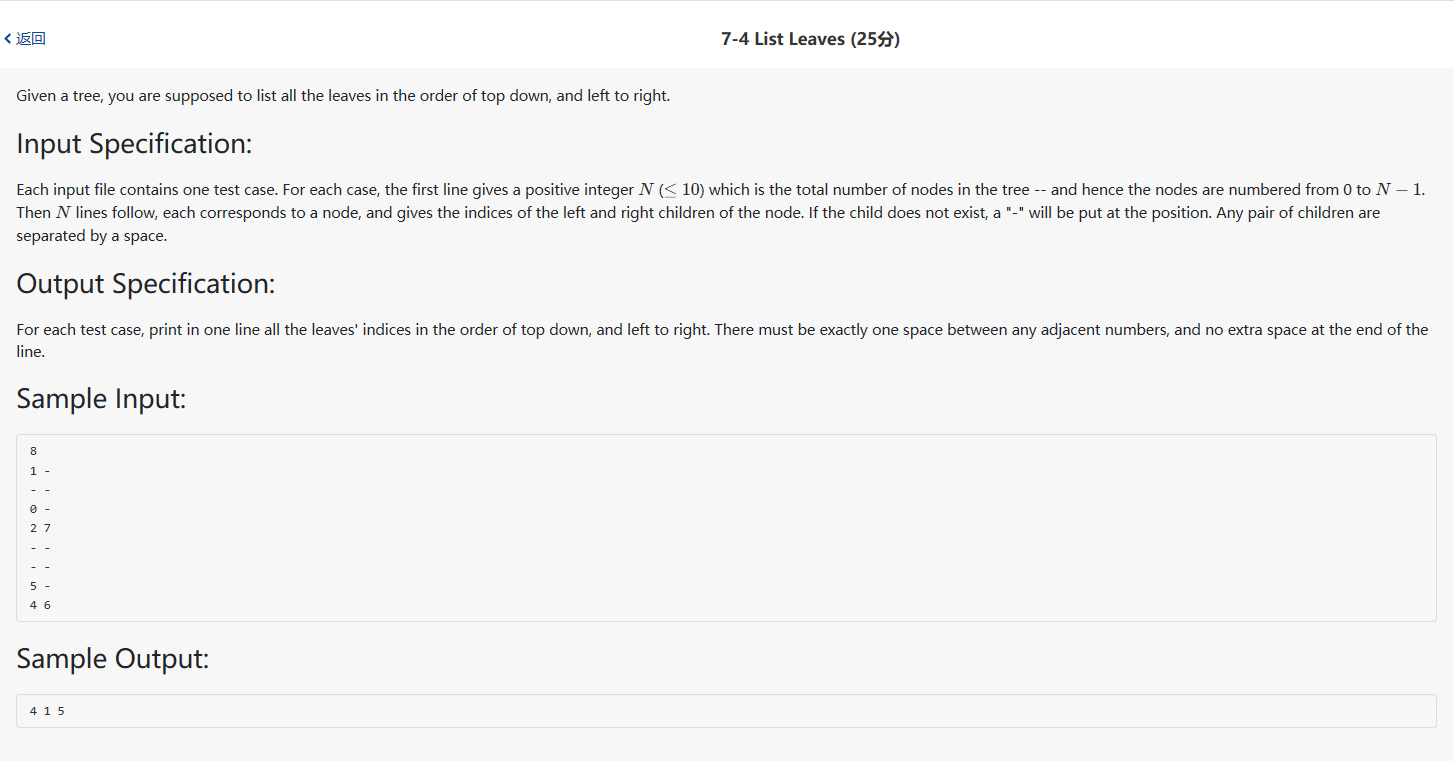 < 返回
7-4 List Leaves (25分)
Given a tree, you are supposed to list all the leaves in the order of top down, and left to right.
Input Specification:
Each input file contains one test case. For each case, the first line gives a positive integer N (≤ 10) which is the total number of nodes in the tree -- and hence the nodes are numbered from 0 to N − 1.
Then N lines follow, each corresponds to a node, and gives the indices of the left and right children of the node. If the child does not exist, a "-" will be put at the position. Any pair of children are
separated by a space.
Output Specification:
For each test case, print in one line all the leaves' indices in the order of top down, and left to right. There must be exactly one space between any adjacent numbers, and no extra space at the end of the
line.
Sample Input:
8
1 -
- -
0 -
2 7
- -
- -
5 -
4 6
Sample Output:
4 1 5